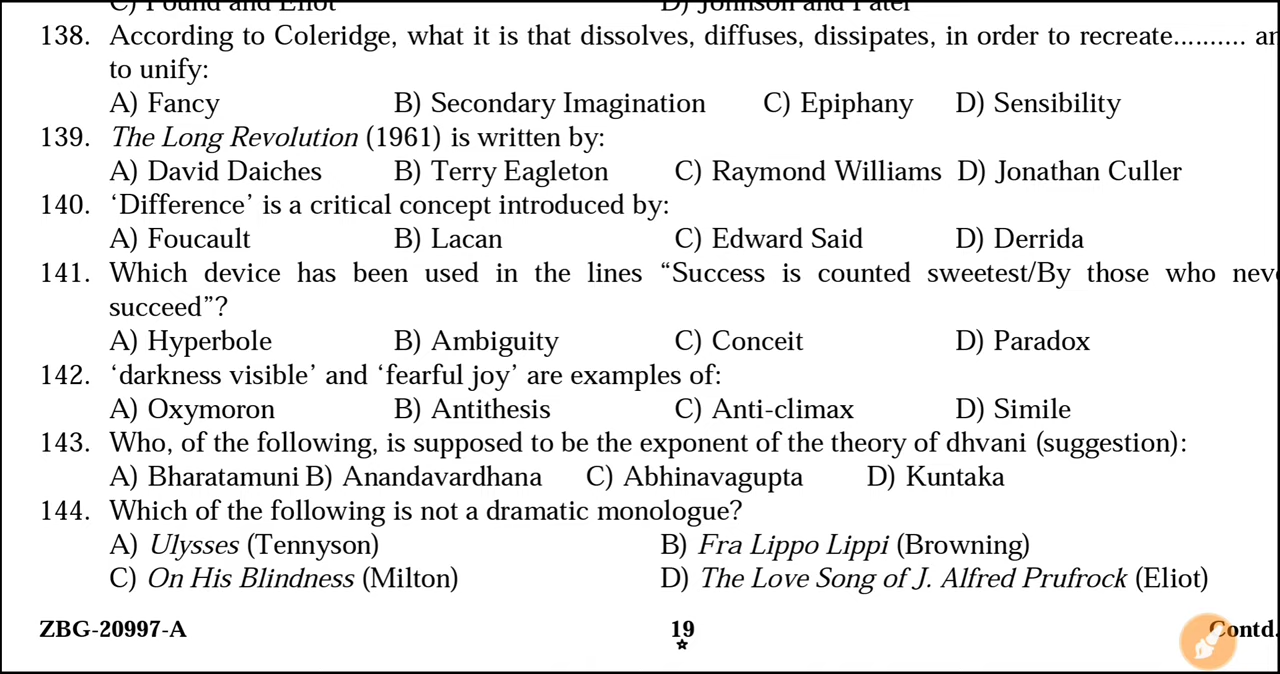 C) Pound and Eliot D) Johnson and Pater
138. According to Coleridge, what it is that dissolves, diffuses, dissipates, in order to recreate.......... an
to unify:
A) Fancy B) Secondary Imagination C) Epiphany D) Sensibility
139. The Long Revolution (1961) is written by:
A) David Daiches B) Terry Eagleton C) Raymond Williams D) Jonathan Culler
140. ‘Difference’ is a critical concept introduced by:
A) Foucault B) Lacan C) Edward Said D) Derrida
141. Which device has been used in the lines “Success is counted sweetest/By those who neve
succeed”?
A) Hyperbole B) Ambiguity C) Conceit D) Paradox
142. ‘darkness visible’ and ‘fearful joy’ are examples of:
A) Oxymoron B) Antithesis C) Anti-climax D) Simile
143. Who, of the following, is supposed to be the exponent of the theory of dhvani (suggestion):
A) Bharatamuni B) Anandavardhana C) Abhinavagupta D) Kuntaka
144. Which of the following is not a dramatic monologue?
A) Ulysses (Tennyson) B) Fra Lippo Lippi (Browning)
C) On His Blindness (Milton) D) The Love Song of J. Alfred Prufrock (Eliot)
ZBG-20997-A 19 Contd.